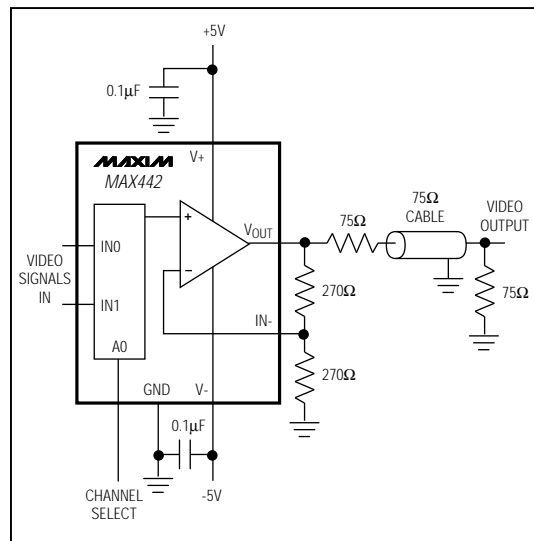 +5V
0.1µF
V+
MAXIM
MAX442
75Ω
CABLE
VIDEO
OUTPUT
75Ω
VOUT
+
IN0
VIDEO
SIGNALS
IN
−
270Ω
75Ω
IN1
IN-
A0
270Ω
GND
V-
0.1µF
CHANNEL
SELECT
-5V